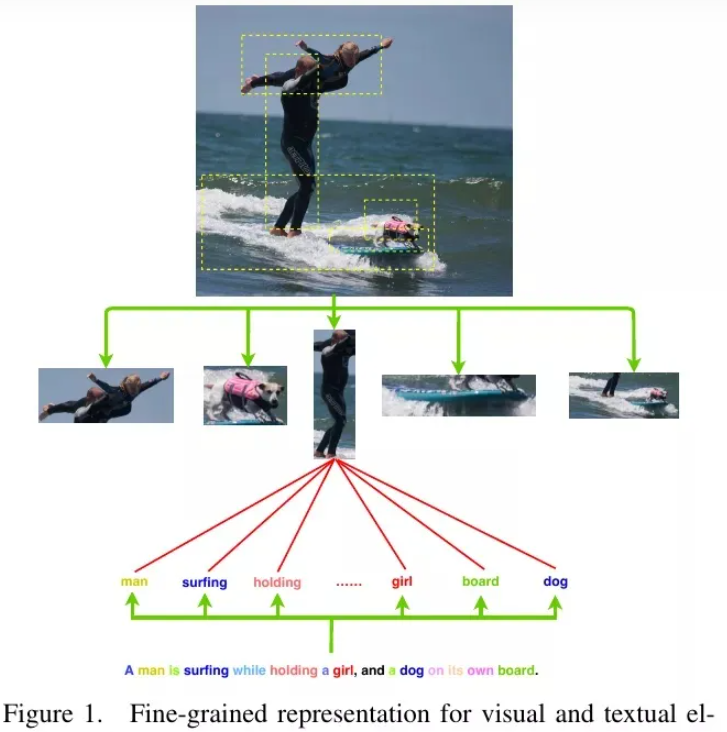 man surfing holding ...... girl board dog
A man is surfing while holding a girl, and a dog on its own board.
Figure 1. Fine-grained representation for visual and textual el-